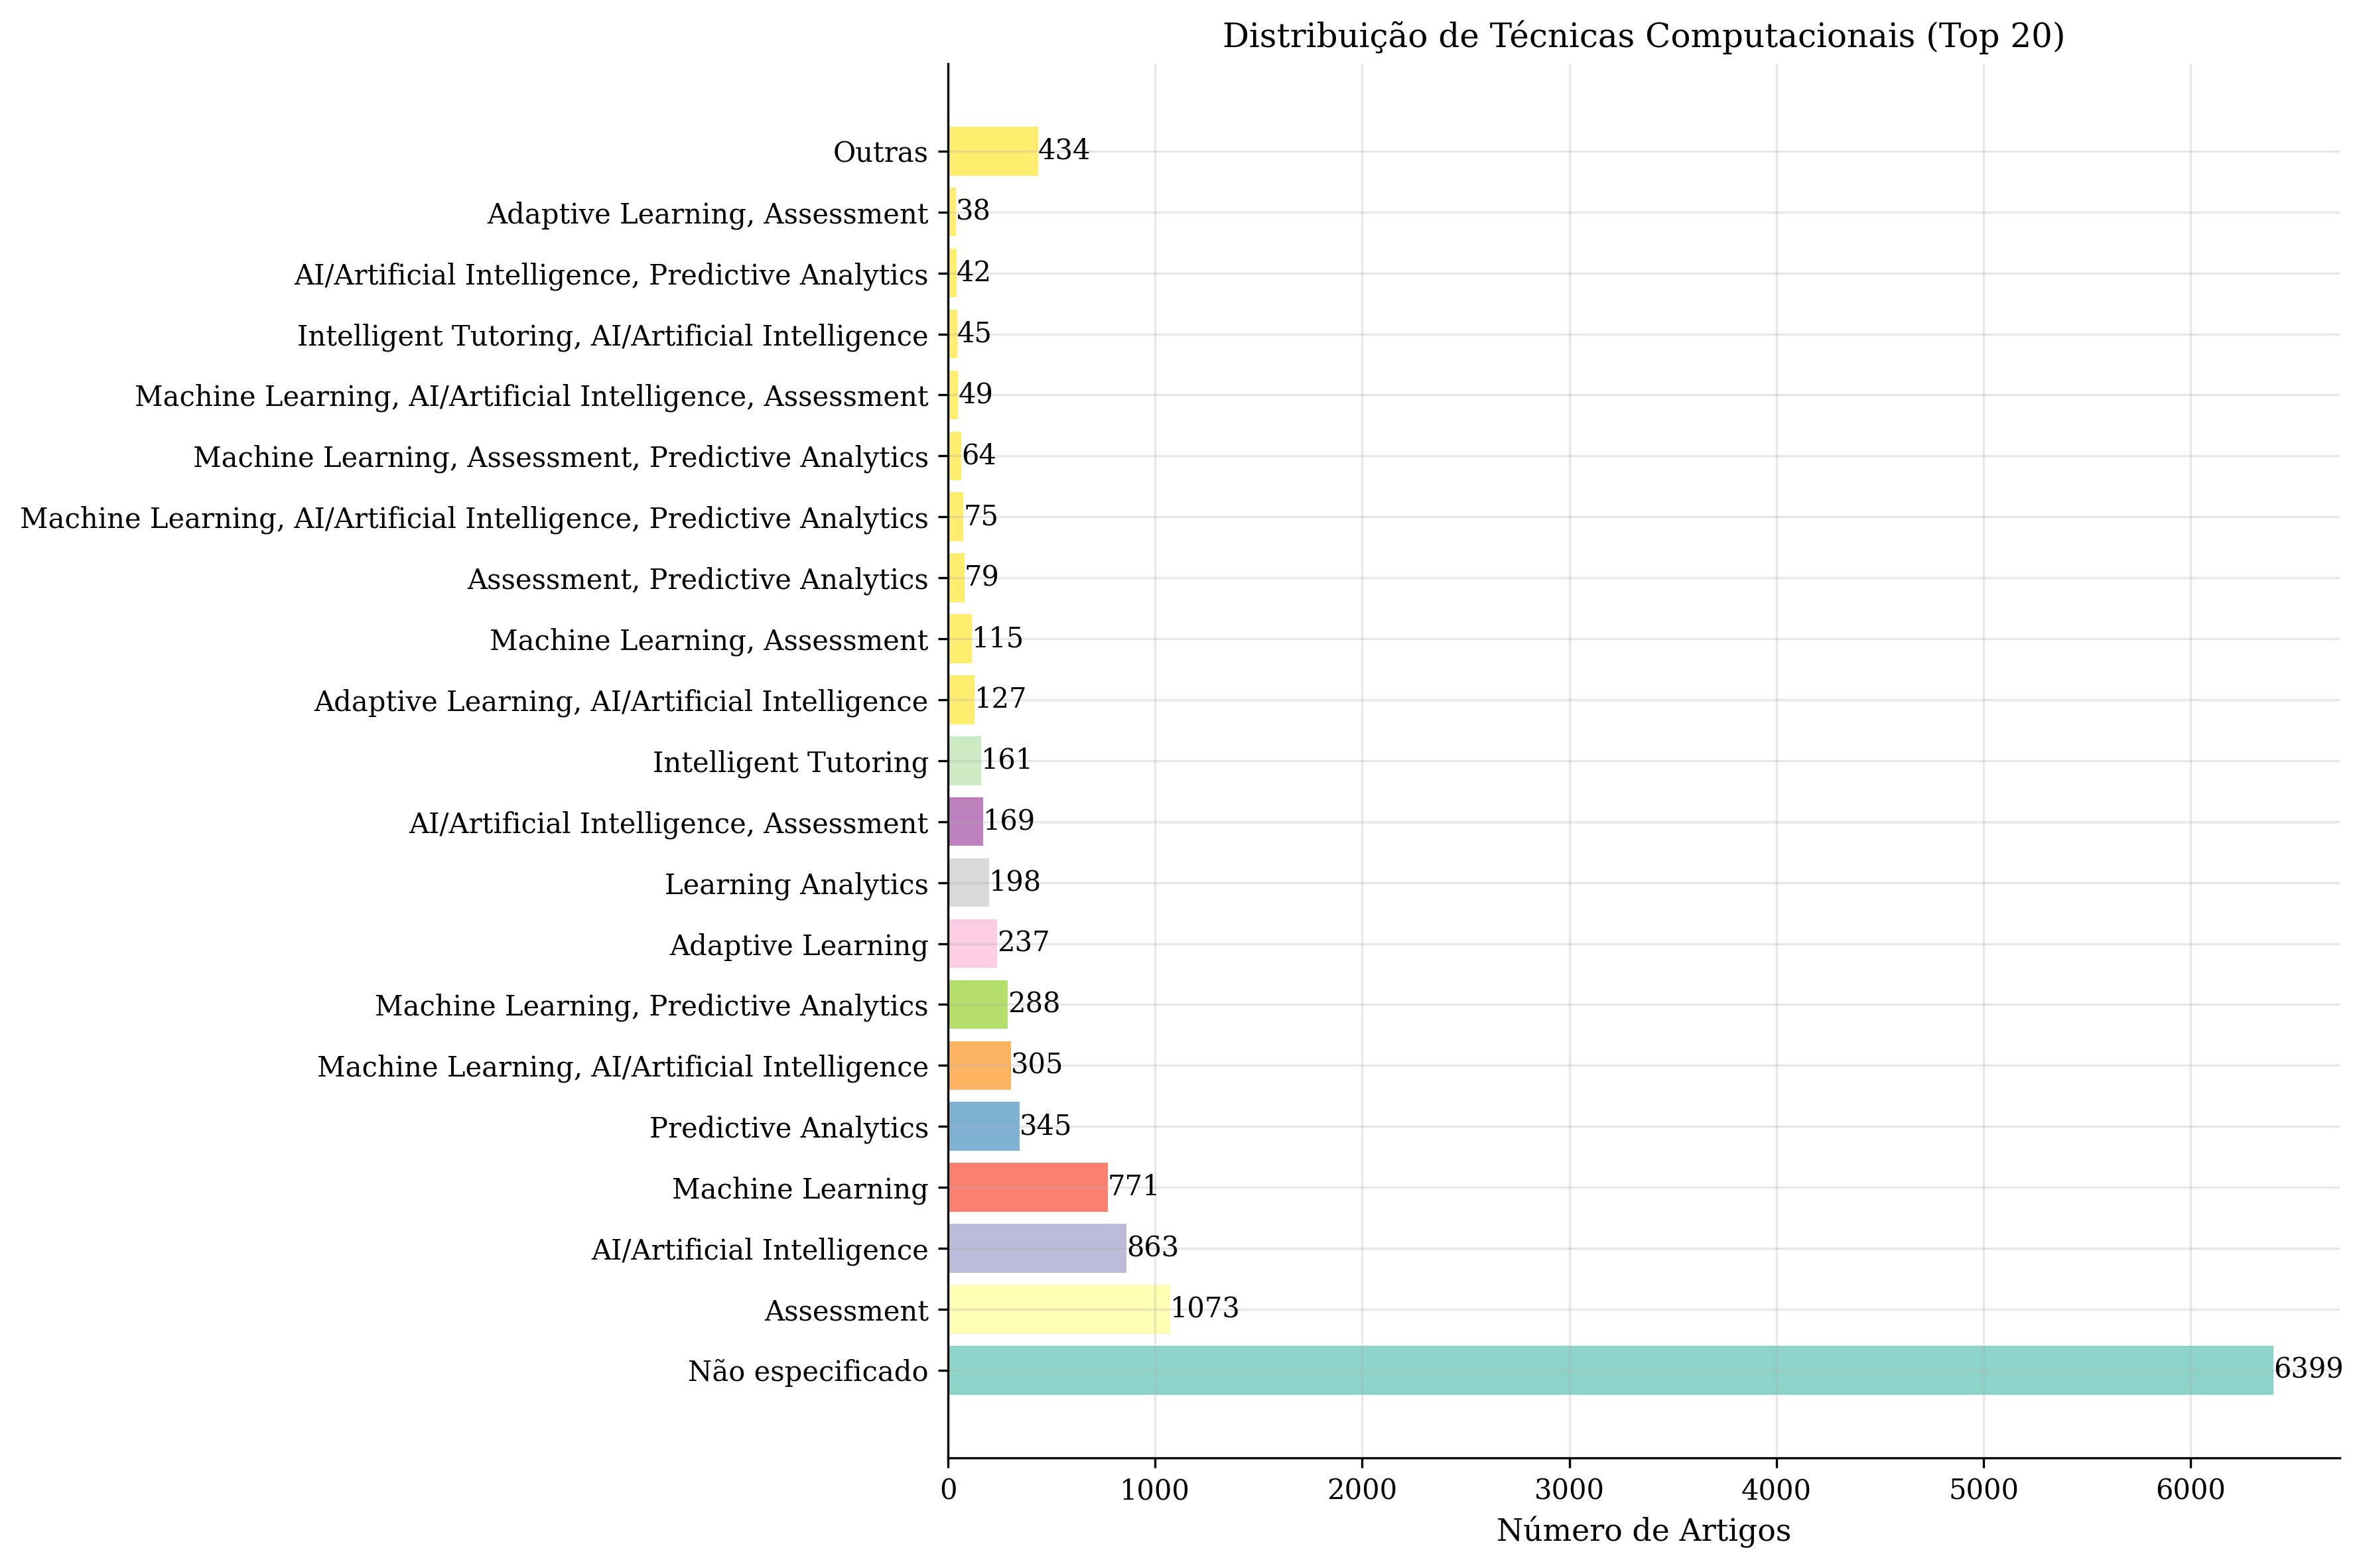 Distribuição de Técnicas Computacionais (Top 20)
Outras 434
Adaptive Learning, Assessment 38
AI/Artificial Intelligence, Predictive Analytics 42
Intelligent Tutoring, AI/Artificial Intelligence 45
Machine Learning, AI/Artificial Intelligence, Assessment 49
Machine Learning, Assessment, Predictive Analytics 64
Machine Learning, AI/Artificial Intelligence, Predictive Analytics 75
Assessment, Predictive Analytics 79
Machine Learning, Assessment 115
Adaptive Learning, AI/Artificial Intelligence 127
Intelligent Tutoring 161
AI/Artificial Intelligence, Assessment 169
Learning Analytics 198
Adaptive Learning 237
Machine Learning, Predictive Analytics 288
Machine Learning, AI/Artificial Intelligence 305
Predictive Analytics 345
Machine Learning 771
AI/Artificial Intelligence 863
Assessment 1073
Não especificado 6399
0 1000 2000 3000 4000 5000 6000
Número de Artigos